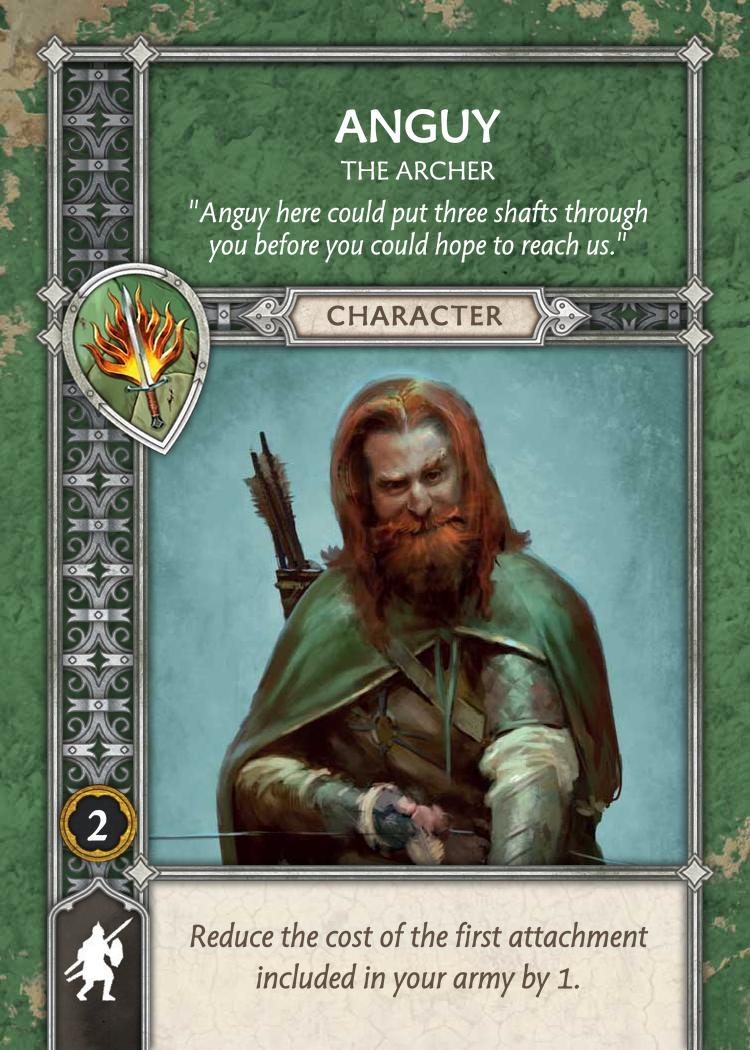 ANGUY
THE ARCHER
"Anguy here could put three shafts through
you before you could hope to reach us."
CHARACTER
2
Reduce the cost of the first attachment
included in your army by 1.